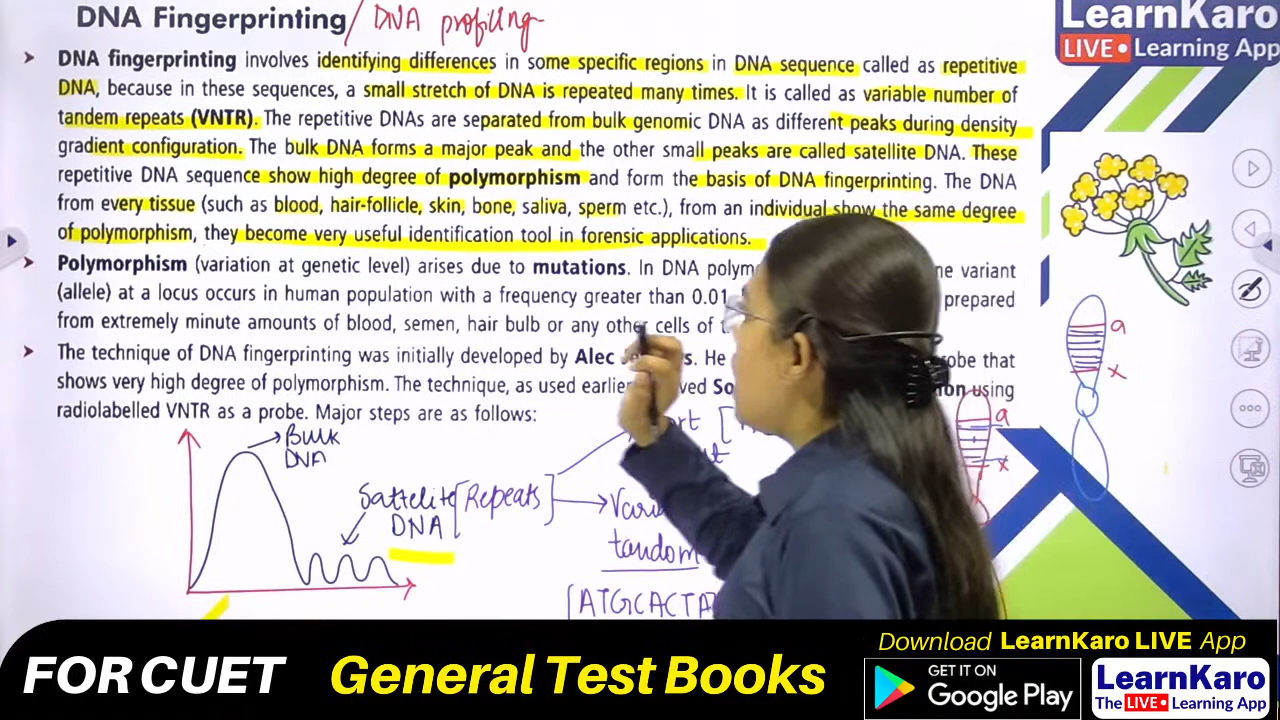 DNA Fingerprinting/ DNA profiling
LearnKaro
LIVE • Learning App
DNA fingerprinting involves identifying differences in some specific regions in DNA sequence called as repetitive
DNA, because in these sequences, a small stretch of DNA is repeated many times. It is called as variable number of
tandem repeats (VNTR). The repetitive DNAs are separated from bulk genomic DNA as different peaks during density
gradient configuration. The bulk DNA forms a major peak and the other small peaks are called satellite DNA. These
repetitive DNA sequence show high degree of polymorphism and form the basis of DNA fingerprinting. The DNA
from every tissue (such as blood, hair-follicle, skin, bone, saliva, sperm etc.), from an individual show the same degree
of polymorphism, they become very useful identification tool in forensic applications.
Polymorphism (variation at genetic level) arises due to mutations. In DNA variant
(allele) at a locus occurs in human population with a frequency greater than 0.01 prepared
from extremely minute amounts of blood, semen, hair bulb or any other cells of
The technique of DNA fingerprinting was initially developed by Alec He that
shows very high degree of polymorphism. The technique, as used earlier using
radiolabelled VNTR as a probe. Major steps are as follows:
Bulk
DNA
Sattelite [Repeats]
DNA
tandom
[ATGCACTA
a
x
a
x
FOR CUET General Test Books
Download LearnKaro LIVE App
GET IT ON
Google Play
LearnKaro
The LIVE • Learning App